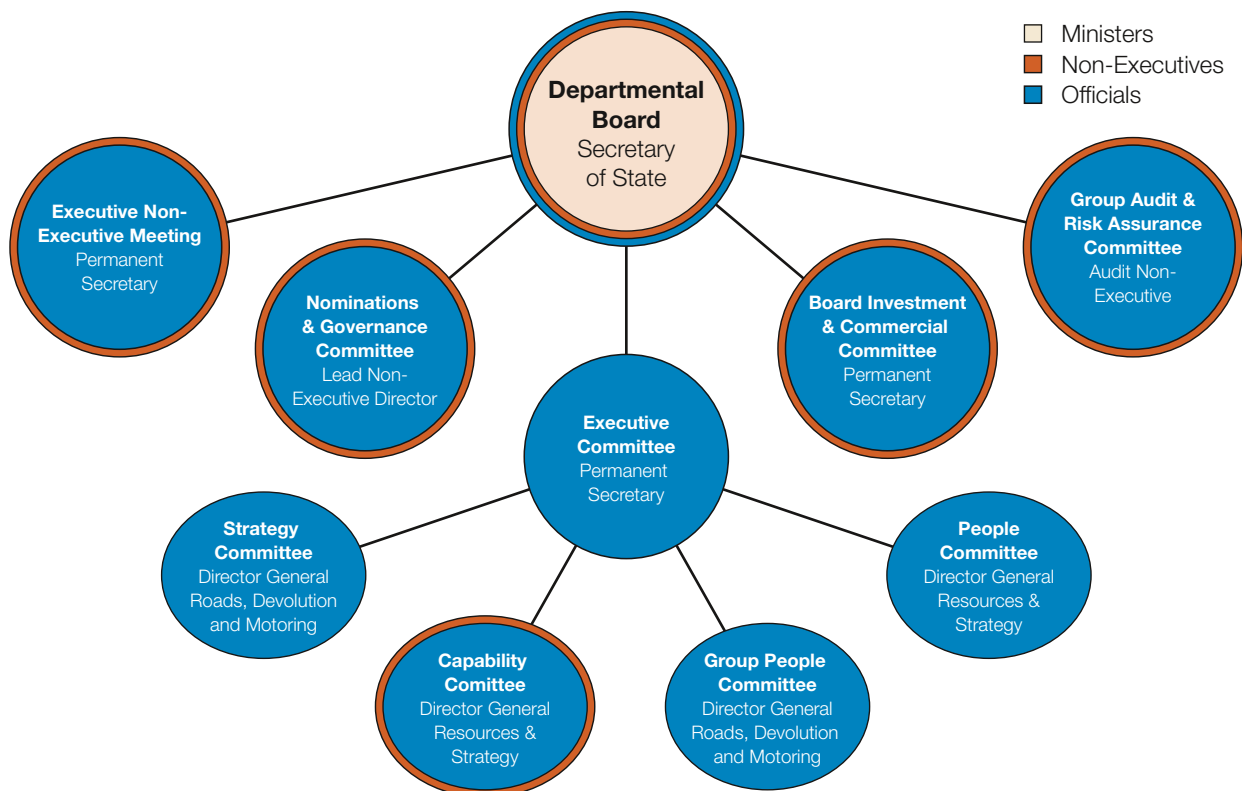 Departmental
Board
Secretary
of State
Ministers
Non-Executives
Officials
Executive Non-
Executive Meeting
Permanent
Secretary
Nominations
& Governance
Committee
Lead Non-
Executive Director
Board Investment
& Commercial
Committee
Permanent
Secretary
Group Audit &
Risk Assurance
Committee
Audit Non-
Executive
Executive
Committee
Permanent
Secretary
Strategy
Committee
Director General
Roads, Devolution
and Motoring
Capability
Comittee
Director General
Resources &
Strategy
Group People
Committee
Director General
Roads, Devolution
and Motoring
People
Committee
Director General
Resources &
Strategy